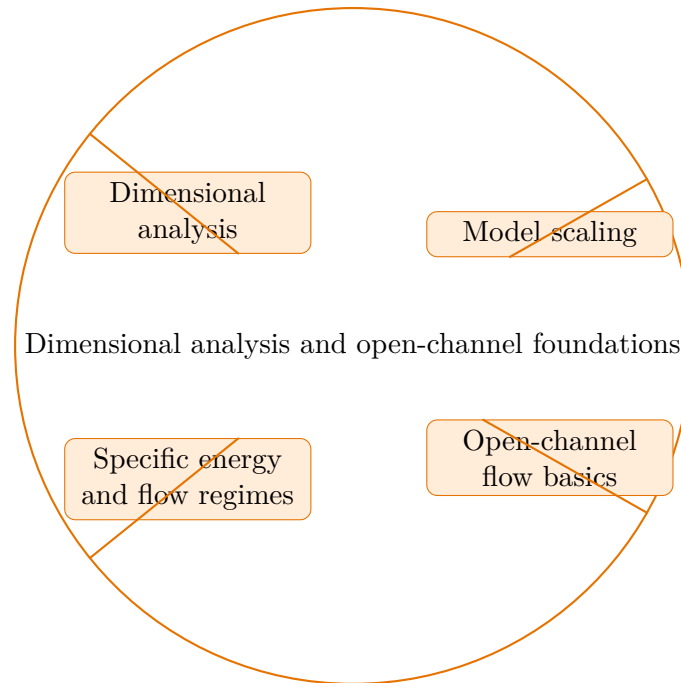 Dimensional
analysis
Model scaling
Dimensional analysis and open-channel foundations
Specific energy
and flow regimes
Open-channel
flow basics